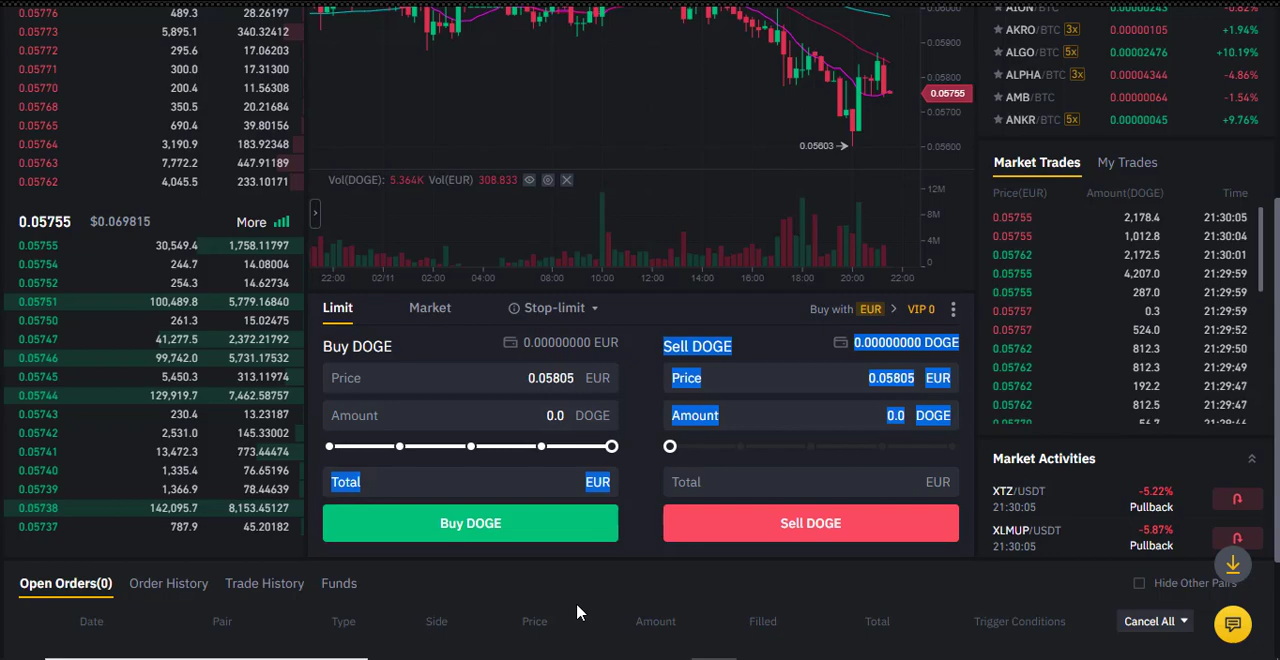 0.05776 489.3 28.26197
0.05773 5,895.1 340.32412
0.05772 295.6 17.06203
0.05771 300.0 17.31300
0.05770 200.4 11.56308
0.05768 350.5 20.21684
0.05765 690.4 39.80156
0.05764 3,190.9 183.92348
0.05763 7,772.2 447.91189
0.05762 4,045.5 233.10171
0.05755 $0.069815 More
0.05755 30,549.4 1,758.11797
0.05754 244.7 14.08004
0.05752 254.3 14.62734
0.05751 100,489.8 5,779.16840
0.05750 261.3 15.02475
0.05747 41,277.5 2,372.21792
0.05746 99,742.0 5,731.17532
0.05745 5,450.3 313.11974
0.05744 129,919.7 7,462.58757
0.05743 230.4 13.23187
0.05742 2,531.0 145.33002
0.05741 13,472.3 773.44474
0.05740 1,335.4 76.65196
0.05739 1,366.9 78.44639
0.05738 142,095.7 8,153.45127
0.05737 787.9 45.20182
0.06000
0.05900
0.05800
0.05755
0.05700
0.05600
0.05603
Vol(DOGE): 5.364K Vol(EUR) 308.833
12M
8M
4M
0
22:00 02/11 02:00 04:00 06:00 08:00 10:00 12:00 14:00 16:00 18:00 20:00 22:00
Limit Market Stop-limit
Buy with EUR > VIP 0
Buy DOGE 0.00000000 EUR
Price 0.05805 EUR
Amount 0.0 DOGE
Total EUR
Buy DOGE
Sell DOGE 0.00000000 DOGE
Price 0.05805 EUR
Amount 0.0 DOGE
Total EUR
Sell DOGE
AION/BTC 0.00000243 -0.82%
AKRO/BTC 3x 0.00000105 +1.94%
ALGO/BTC 5x 0.00002476 +10.19%
ALPHA/BTC 3x 0.00004344 -4.86%
AMB/BTC 0.00000064 -1.54%
ANKR/BTC 5x 0.00000045 +9.76%
Market Trades My Trades
Price(EUR) Amount(DOGE) Time
0.05755 2,178.4 21:30:05
0.05755 1,012.8 21:30:04
0.05762 2,172.5 21:30:01
0.05755 4,207.0 21:29:59
0.05755 287.0 21:29:59
0.05757 0.3 21:29:59
0.05757 524.0 21:29:52
0.05762 812.3 21:29:50
0.05762 812.3 21:29:49
0.05762 192.2 21:29:47
0.05762 812.5 21:29:47
0.05770 56.7 21:29:46
Market Activities
XTZ/USDT -5.22%
21:30:05 Pullback
XLMUP/USDT -5.87%
21:30:05 Pullback
Open Orders(0) Order History Trade History Funds
Hide Other Pairs
Date Pair Type Side Price Amount Filled Total Trigger Conditions Cancel All